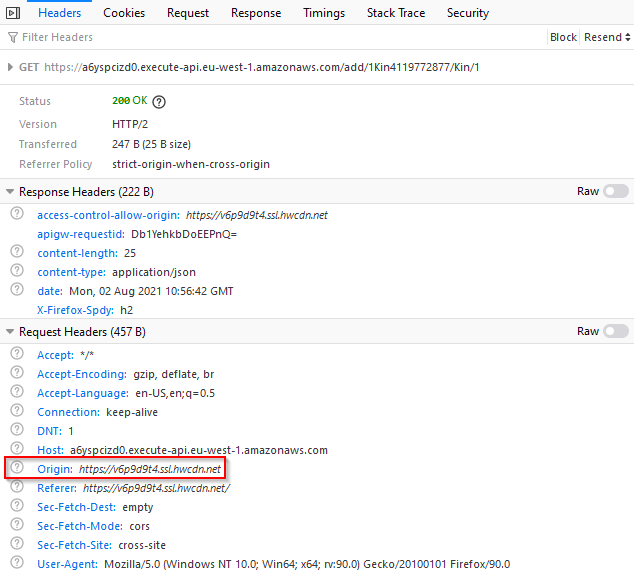 Headers Cookies Request Response Timings Stack Trace Security
Filter Headers Block Resend
GET https://a6yspcizd0.execute-api.eu-west-1.amazonaws.com/add/1Kin4119772877/Kin/1
Status 200 OK
Version HTTP/2
Transferred 247 B (25 B size)
Referrer Policy strict-origin-when-cross-origin
Response Headers (222 B) Raw
access-control-allow-origin: https://v6p9d9t4.ssl.hwcdn.net
apigw-requestid: Db1YehkbDoEEPnQ=
content-length: 25
content-type: application/json
date: Mon, 02 Aug 2021 10:56:42 GMT
X-Firefox-Spdy: h2
Request Headers (457 B) Raw
Accept: */*
Accept-Encoding: gzip, deflate, br
Accept-Language: en-US,en;q=0.5
Connection: keep-alive
DNT: 1
Host: a6yspcizd0.execute-api.eu-west-1.amazonaws.com
Origin: https://v6p9d9t4.ssl.hwcdn.net
Referer: https://v6p9d9t4.ssl.hwcdn.net/
Sec-Fetch-Dest: empty
Sec-Fetch-Mode: cors
Sec-Fetch-Site: cross-site
User-Agent: Mozilla/5.0 (Windows NT 10.0; Win64; x64; rv:90.0) Gecko/20100101 Firefox/90.0